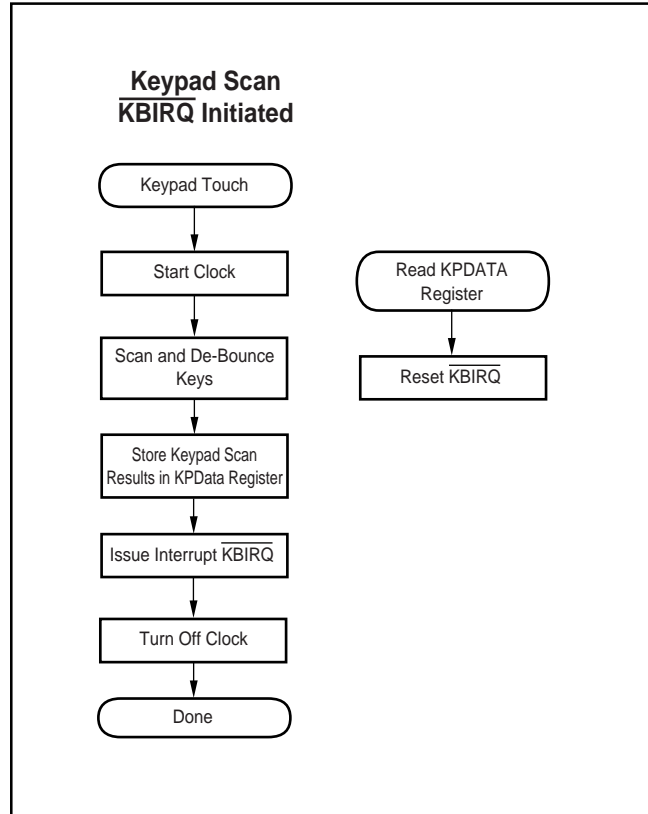 Keypad Scan
KBIRQ Initiated
Keypad Touch
Start Clock
Scan and De-Bounce
Keys
Store Keypad Scan
Results in KPData Register
Issue Interrupt KBIRQ
Turn Off Clock
Done
Read KPDATA
Register
Reset KBIRQ